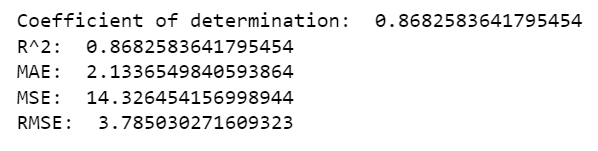 Coefficient of determination:  0.8682583641795454
R^2:  0.8682583641795454
MAE:  2.1336549840593864
MSE:  14.326454156998944
RMSE:  3.785030271609323